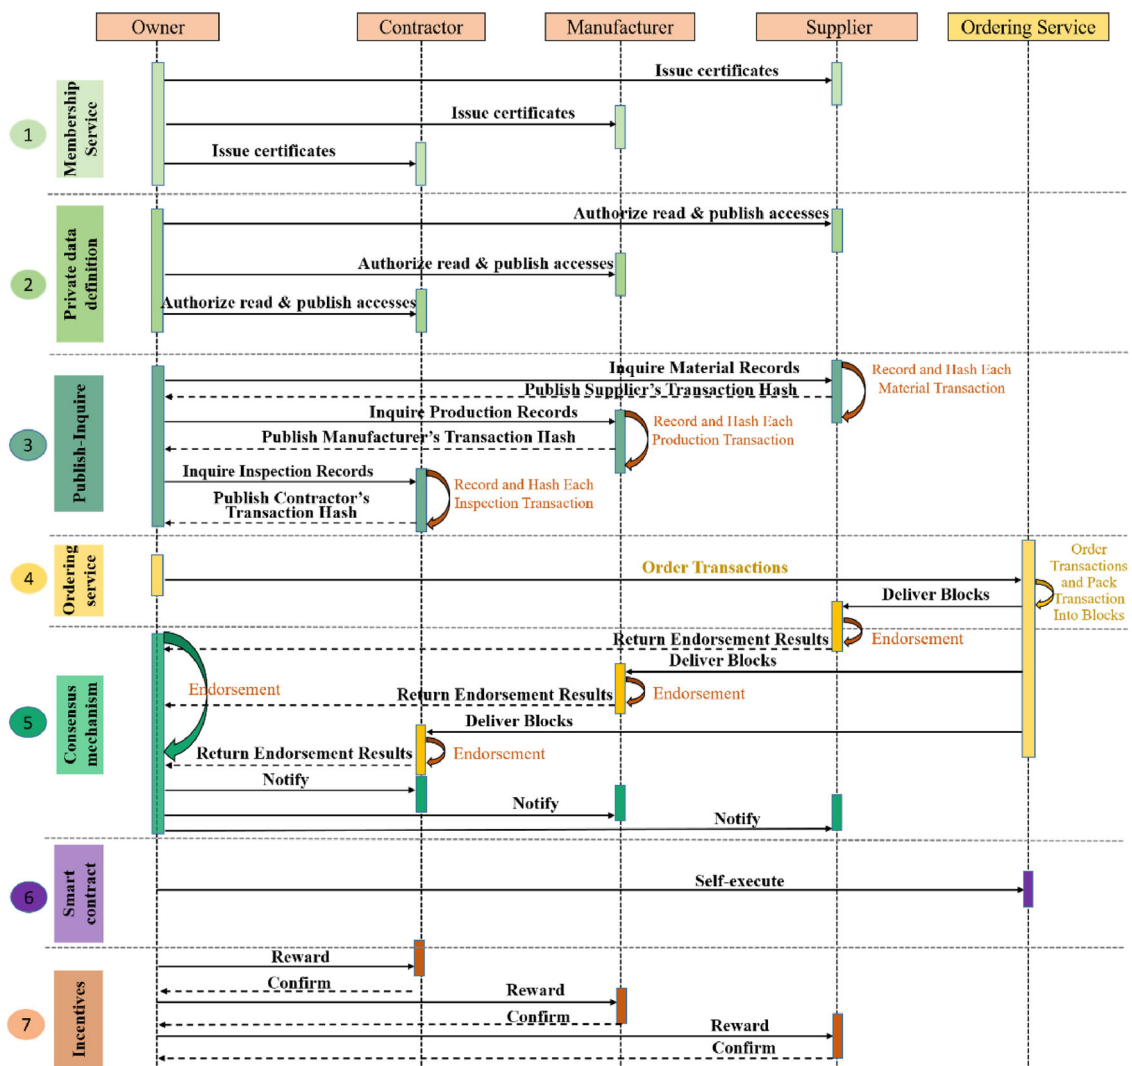 Owner
Contractor
Manufacturer
Supplier
Ordering Service
1
Membership
Service
Issue certificates
Issue certificates
Issue certificates
2
Private data
definition
Authorize read & publish accesses
Authorize read & publish accesses
Authorize read & publish accesses
3
Publish-Inquire
Inquire Material Records
Record and Hash Each
Material Transaction
Publish Supplier's Transaction Hash
Inquire Production Records
Record and Hash Each
Production Transaction
Publish Manufacturer's Transaction Hash
Inquire Inspection Records
Record and Hash Each
Inspection Transaction
Publish Contractor's
Transaction Hash
4
Ordering
service
Order Transactions
Order
Transactions
and Pack
Transaction
Into Blocks
Deliver Blocks
5
Consensus
mechanism
Endorsement
Return Endorsement Results
Endorsement
Deliver Blocks
Return Endorsement Results
Endorsement
Deliver Blocks
Return Endorsement Results
Endorsement
Notify
Notify
Notify
6
Smart
contract
Self-execute
7
Incentives
Reward
Confirm
Reward
Confirm
Reward
Confirm